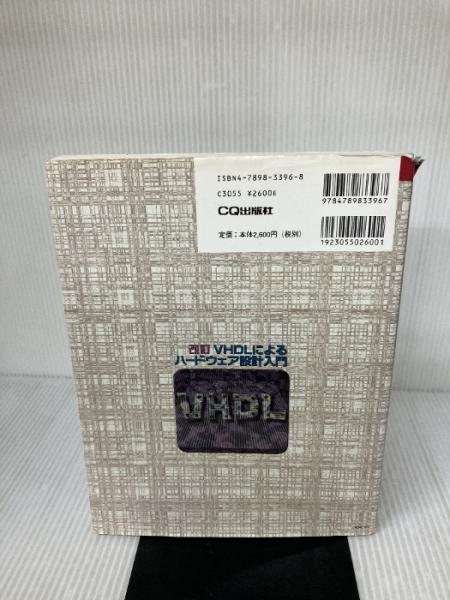 ISBN4-7898-3396-8
C3055 ¥2600E
CQ出版社
定価:本体2,600円(税別)
9784789833967
1923055026001
改訂 VHDLによる
ハードウェア設計入門
VHDL